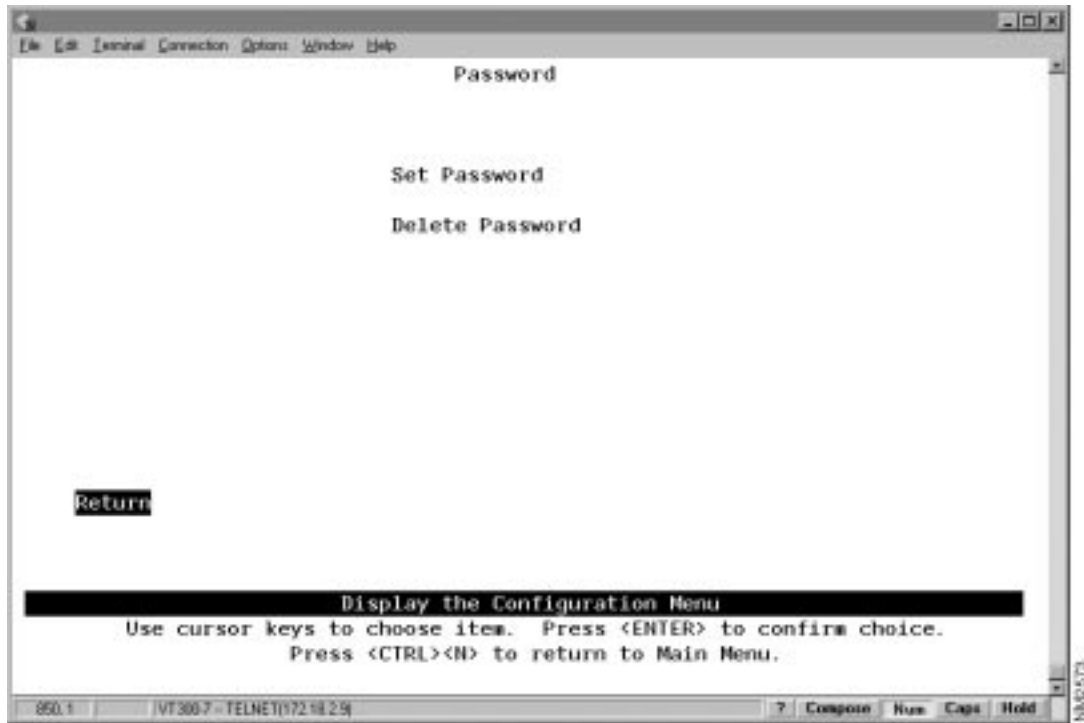 File Edit Terminal Connection Options Window Help
Password
Set Password
Delete Password
Return
Display the Configuration Menu
Use cursor keys to choose item. Press <ENTER> to confirm choice.
Press <CTRL><N> to return to Main Menu.
850, 1 VT300-7 - TELNET(172.18.2.9) ? Compose Num Caps Hold